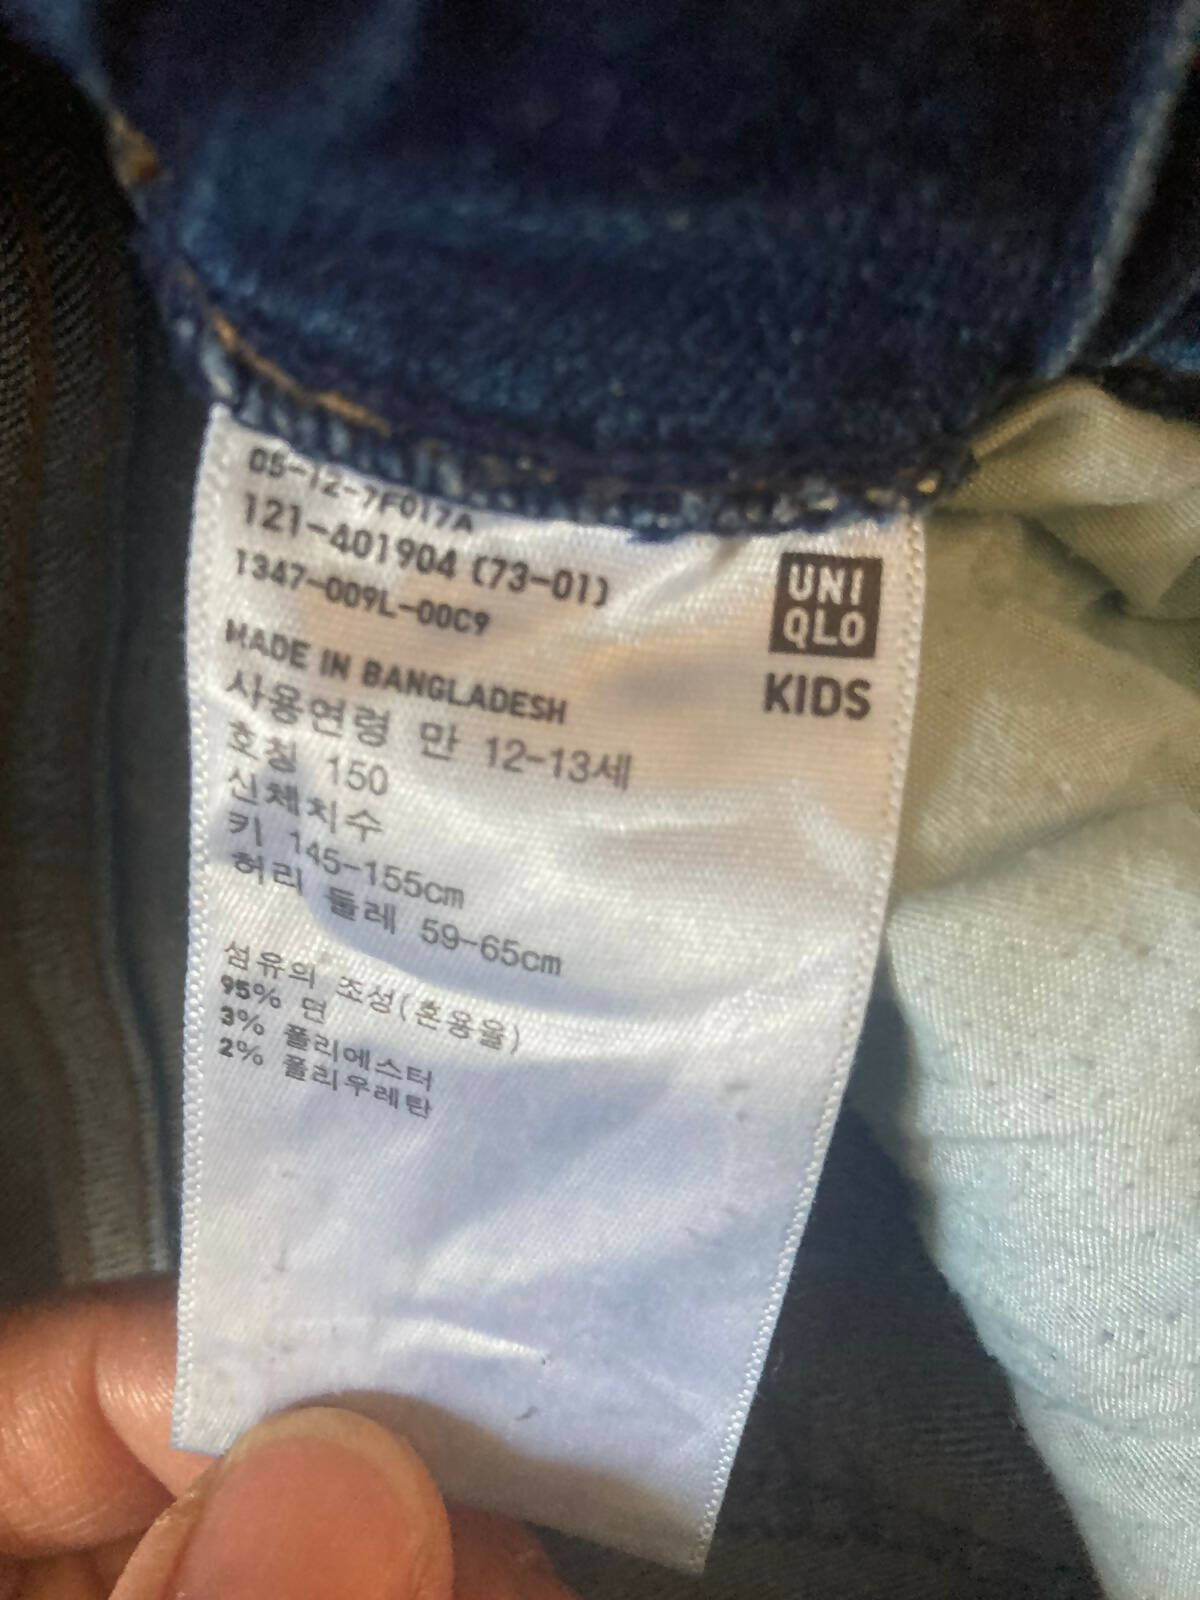 05-12-7F017A
121-401904 (73-01)
1347-009L-00C9
UNI
QLO
KIDS
MADE IN BANGLADESH
사용연령 만 12-13세
호칭 150
신체치수
키 145-155cm
허리 둘레 59-65cm
섬유의 조성(혼용율)
95% 면
3% 폴리에스터
2% 폴리우레탄